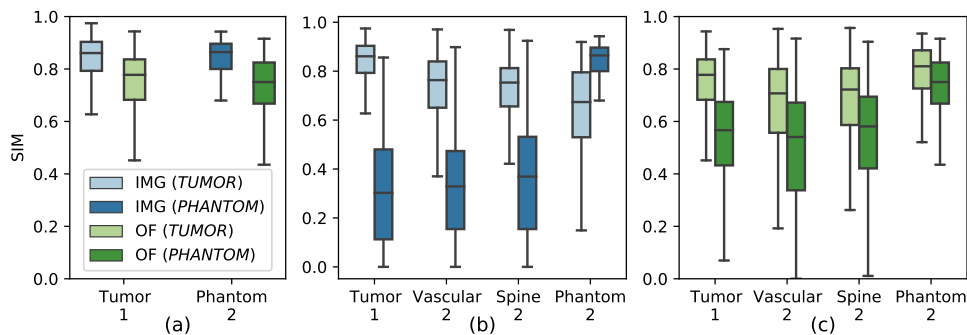 SIM
1.0
0.8
0.6
0.4
0.2
0.0
IMG (TUMOR)
IMG (PHANTOM)
OF (TUMOR)
OF (PHANTOM)
Tumor
1
Phantom
2
(a)
1.0
0.8
0.6
0.4
0.2
0.0
Tumor
1
Vascular
2
Spine
2
Phantom
2
(b)
1.0
0.8
0.6
0.4
0.2
0.0
Tumor
1
Vascular
2
Spine
2
Phantom
2
(c)